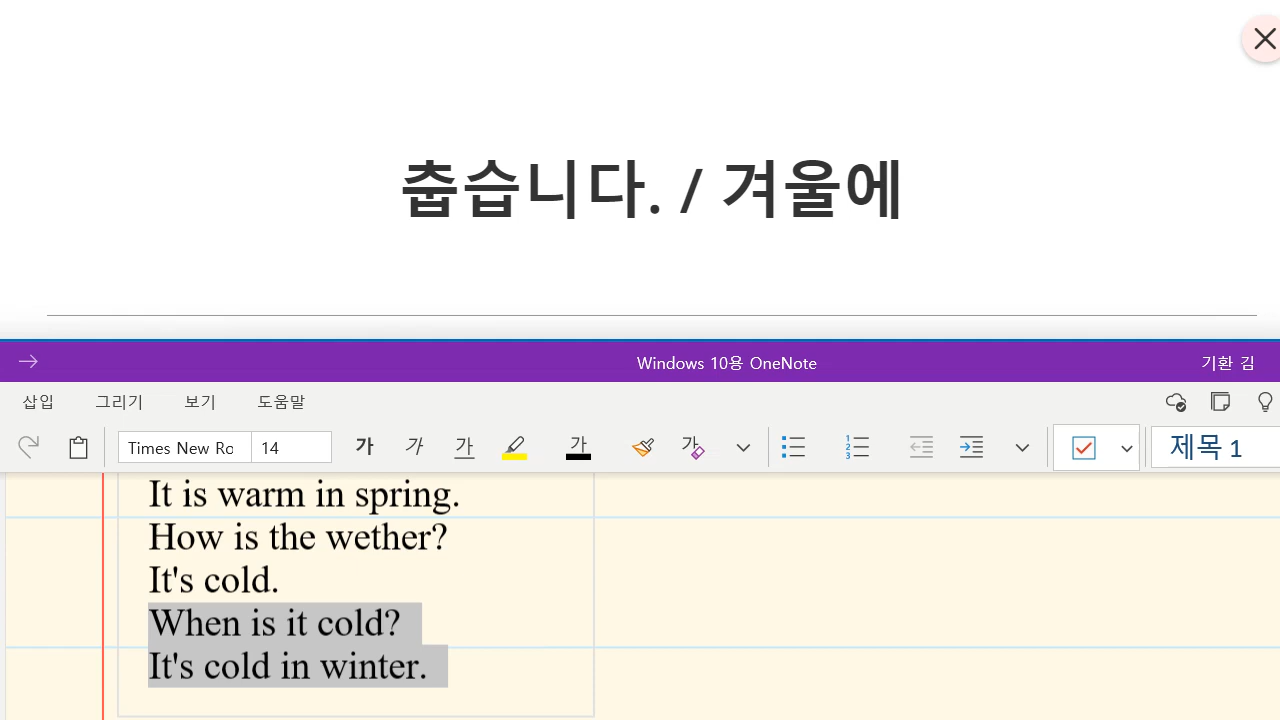 춥습니다. / 겨울에
Windows 10용 OneNote
기환 김
삽입 그리기 보기 도움말
Times New Ro 14 가 가 가 가 가 제목 1
It is warm in spring.
How is the wether?
It's cold.
When is it cold?
It's cold in winter.